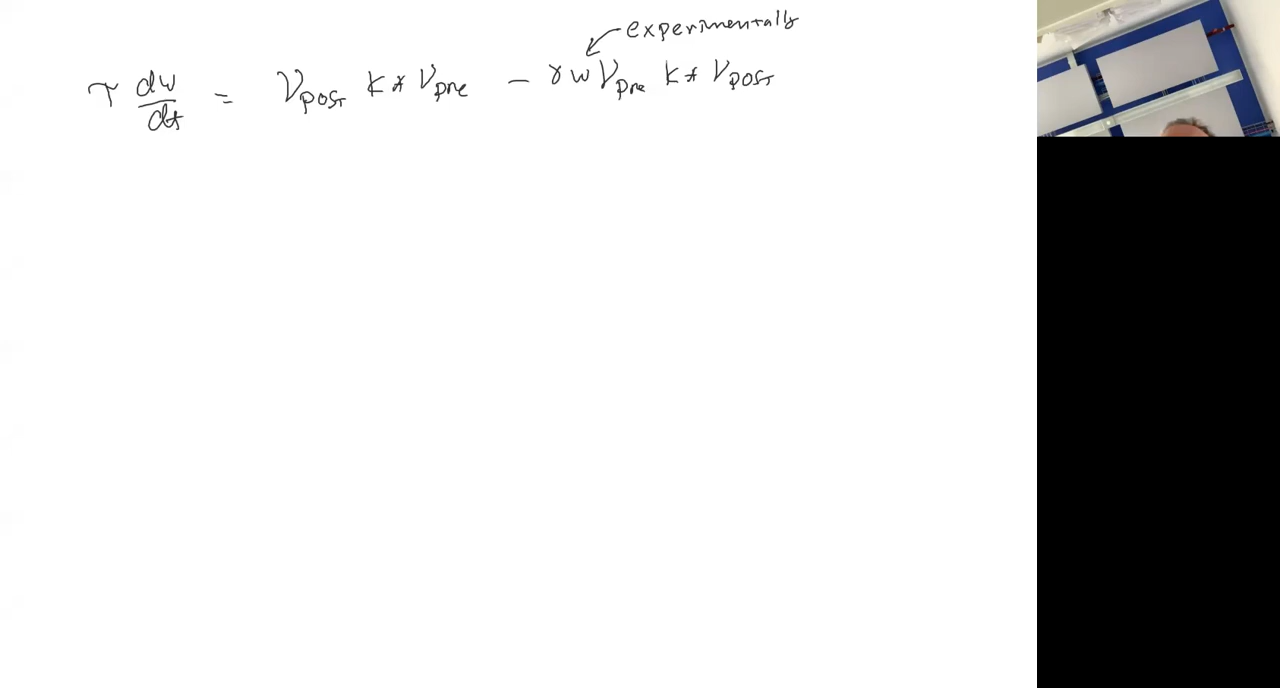 experimentally
τ dw/dt = ν_post k * ν_pre − γ w ν_pre k * ν_post